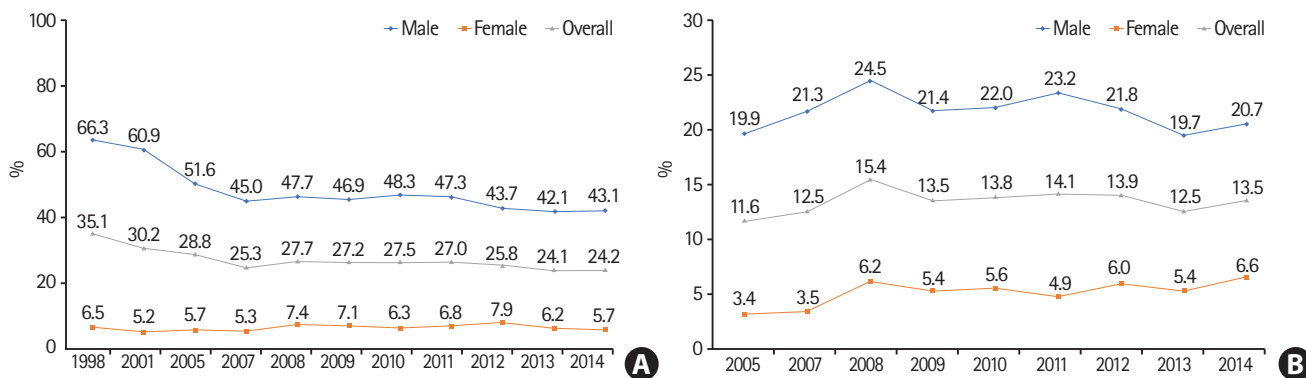 100
80
60
40
20
0
%
Male Female Overall
66.3 60.9 51.6 45.0 47.7 46.9 48.3 47.3 43.7 42.1 43.1
35.1 30.2 28.8 25.3 27.7 27.2 27.5 27.0 25.8 24.1 24.2
6.5 5.2 5.7 5.3 7.4 7.1 6.3 6.8 7.9 6.2 5.7
1998 2001 2005 2007 2008 2009 2010 2011 2012 2013 2014
A
30
25
20
15
10
5
0
%
Male Female Overall
19.9 21.3 24.5 21.4 22.0 23.2 21.8 19.7 20.7
11.6 12.5 15.4 13.5 13.8 14.1 13.9 12.5 13.5
3.4 3.5 6.2 5.4 5.6 4.9 6.0 5.4 6.6
2005 2007 2008 2009 2010 2011 2012 2013 2014
B